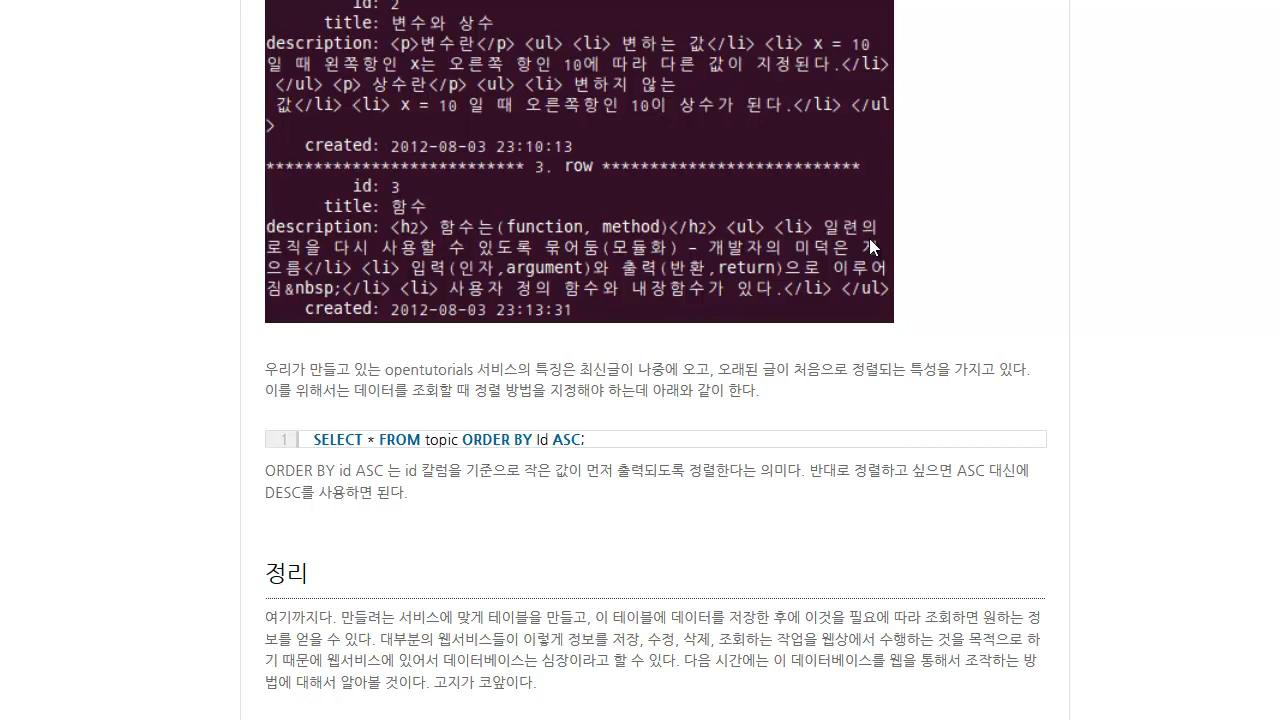 id: 2
title: 변수와 상수
description: <p>변수란</p> <ul> <li> 변하는 값</li> <li> x = 10
일 때 왼쪽항인 x는 오른쪽 항인 10에 따라 다른 값이 지정된다.</li>
</ul> <p> 상수란</p> <ul> <li> 변하지 않는
값</li> <li> x = 10 일 때 오른쪽항인 10이 상수가 된다.</li> </ul
>
created: 2012-08-03 23:10:13
*************************** 3. row ***************************
id: 3
title: 함수
description: <h2> 함수는(function, method)</h2> <ul> <li> 일련의
로직을 다시 사용할 수 있도록 묶어둠(모듈화) - 개발자의 미덕은 게
으름</li> <li> 입력(인자,argument)와 출력(반환,return)으로 이루어
짐&nbsp;</li> <li> 사용자 정의 함수와 내장함수가 있다.</li> </ul>
created: 2012-08-03 23:13:31
우리가 만들고 있는 opentutorials 서비스의 특징은 최신글이 나중에 오고, 오래된 글이 처음으로 정렬되는 특성을 가지고 있다.
이를 위해서는 데이터를 조회할 때 정렬 방법을 지정해야 하는데 아래와 같이 한다.
1 SELECT * FROM topic ORDER BY Id ASC;
ORDER BY id ASC 는 id 칼럼을 기준으로 작은 값이 먼저 출력되도록 정렬한다는 의미다. 반대로 정렬하고 싶으면 ASC 대신에
DESC를 사용하면 된다.
정리
여기까지다. 만들려는 서비스에 맞게 테이블을 만들고, 이 테이블에 데이터를 저장한 후에 이것을 필요에 따라 조회하면 원하는 정
보를 얻을 수 있다. 대부분의 웹서비스들이 이렇게 정보를 저장, 수정, 삭제, 조회하는 작업을 웹상에서 수행하는 것을 목적으로 하
기 때문에 웹서비스에 있어서 데이터베이스는 심장이라고 할 수 있다. 다음 시간에는 이 데이터베이스를 웹을 통해서 조작하는 방
법에 대해서 알아볼 것이다. 고지가 코앞이다.